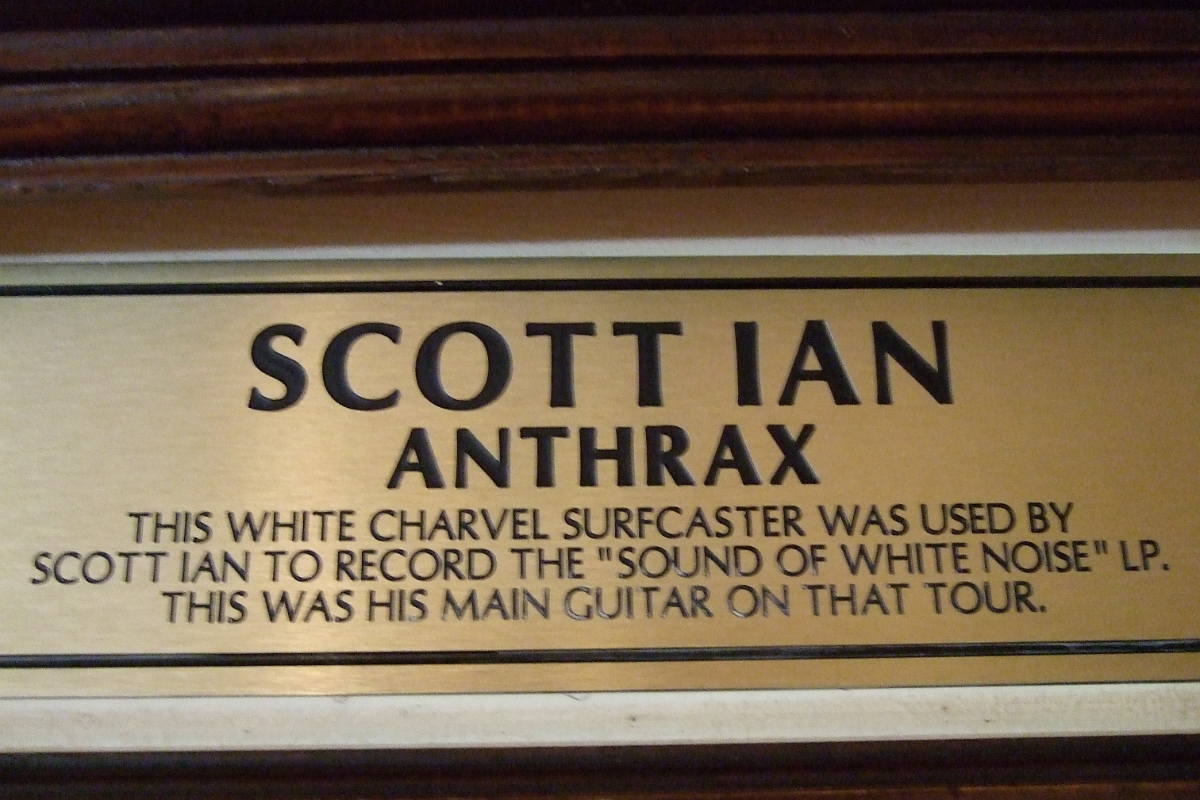 SCOTT IAN
ANTHRAX
THIS WHITE CHARVEL SURFCASTER WAS USED BY
SCOTT IAN TO RECORD THE "SOUND OF WHITE NOISE" LP.
THIS WAS HIS MAIN GUITAR ON THAT TOUR.